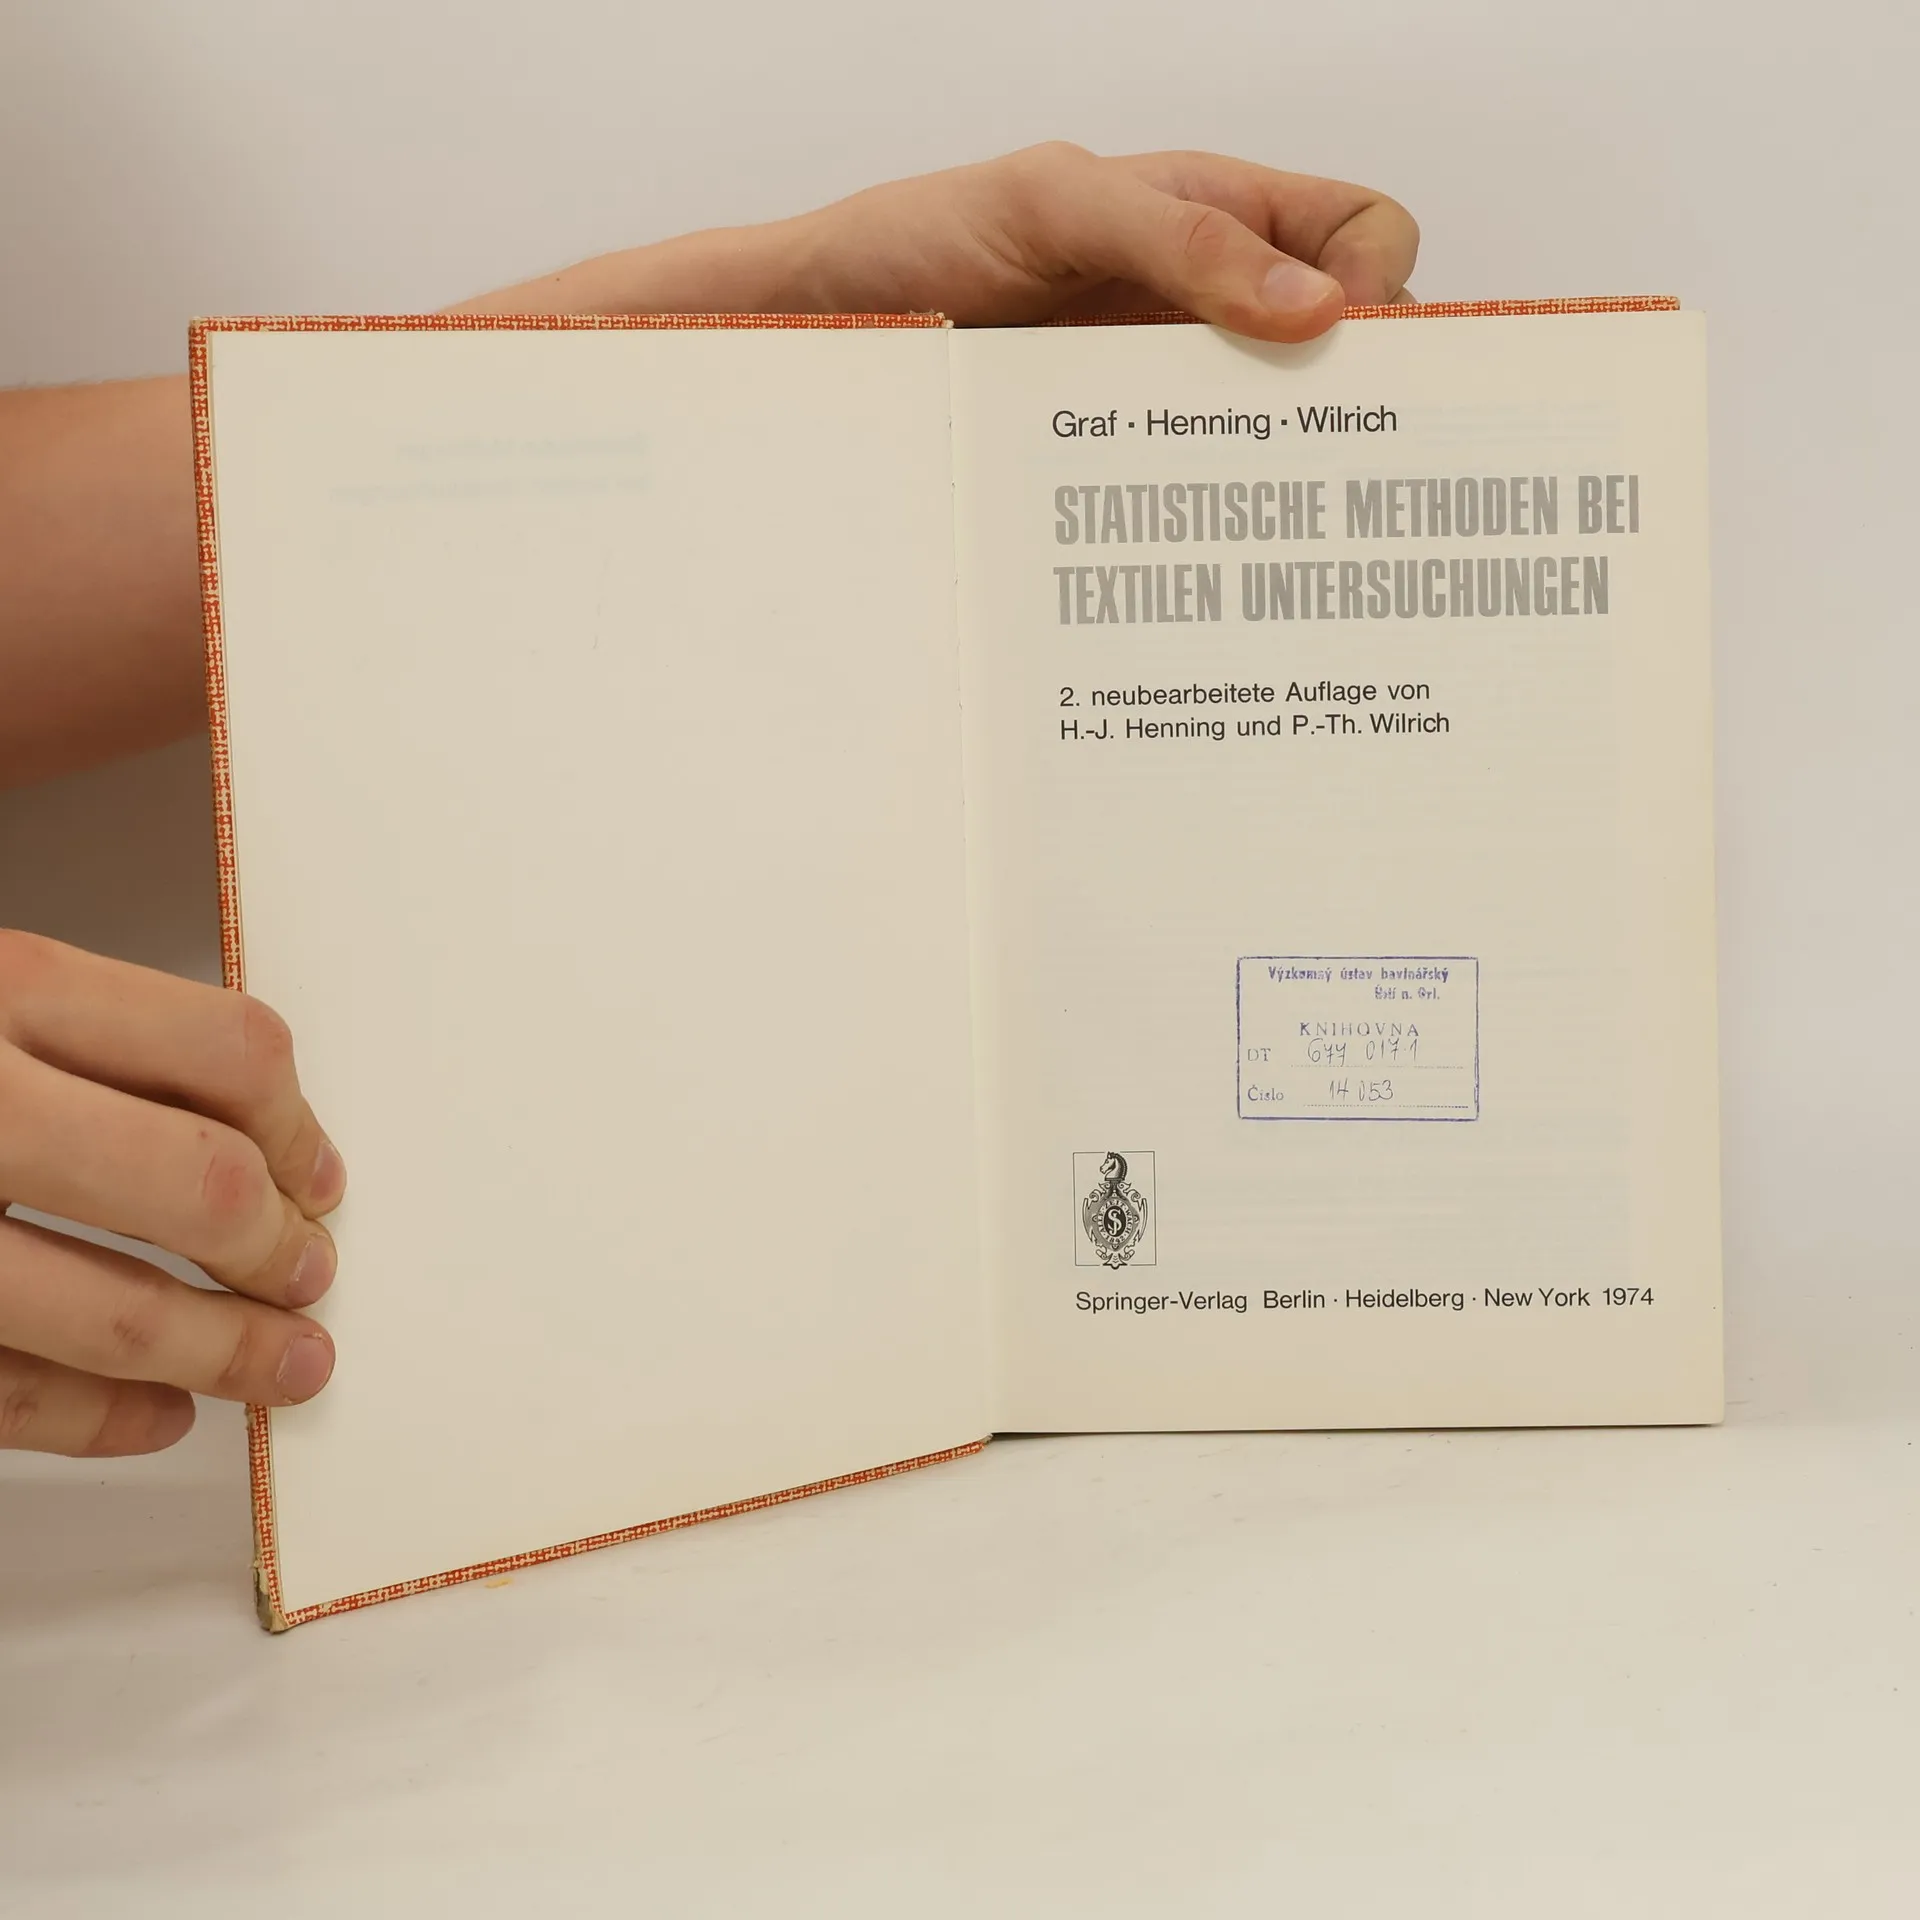 Graf · Henning · Wilrich
STATISTISCHE METHODEN BEI
TEXTILEN UNTERSUCHUNGEN
2. neubearbeitete Auflage von
H.-J. Henning und P.-Th. Wilrich
Výzkumný ústav bavlnářský
Ústí n. Orl.
KNIHOVNA
DT 677 017.1
Číslo 14 053
Springer-Verlag Berlin · Heidelberg · New York 1974